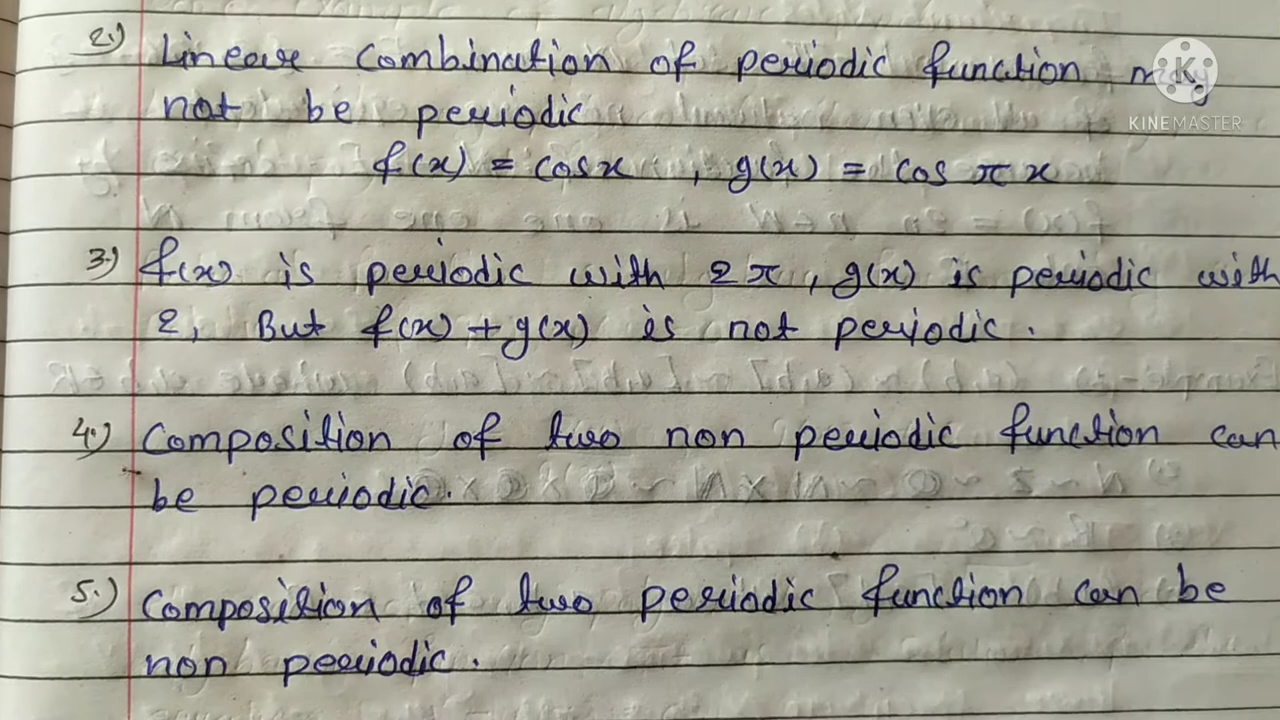 2.) Linear combination of periodic function may
K
KINEMASTER
not be periodic
f(x) = cosx , g(x) = cos πx
3.) f(x) is periodic with 2π, g(x) is periodic with
2, But f(x) + g(x) is not periodic.
4.) Composition of two non periodic function can
be periodic.
5.) Composition of two periodic function can be
non periodic.